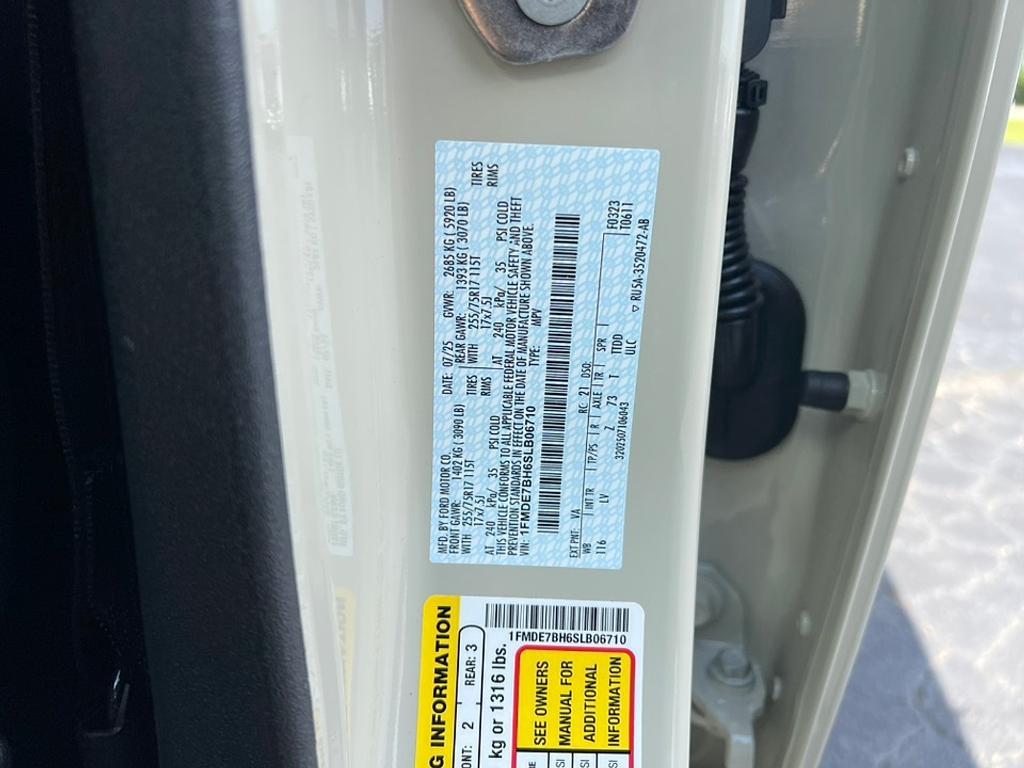 MFD. BY FORD MOTOR CO.
DATE: 07/25 GVWR: 2685 KG ( 5920 LB)
FRONT GAWR: 1402 KG ( 3090 LB) REAR GAWR: 1393 KG ( 3070 LB)
WITH 255/75R17 115T TIRES WITH 255/75R17 115T TIRES
17x7.5J RIMS 17x7.5J RIMS
AT 240 kPa/ 35 PSI COLD AT 240 kPa/ 35 PSI COLD
THIS VEHICLE CONFORMS TO ALL APPLICABLE FEDERAL MOTOR VEHICLE SAFETY AND THEFT
PREVENTION STANDARDS IN EFFECT ON THE DATE OF MANUFACTURE SHOWN ABOVE.
VIN: 1FMDE7BH6SLB06710 TYPE: MPV
EXT PNT: VA RC: 21 DSO: F0323
WB INT TR TP/PS R AXLE TR SPR T0611
116 LV Z 73 T TTDD
3202507106043 ULC
▽ RU5A-3520472-AB
G INFORMATION
ONT: 2 REAR: 3
kg or 1316 lbs.
1FMDE7BH6SLB06710
SEE OWNERS
MANUAL FOR
ADDITIONAL
INFORMATION